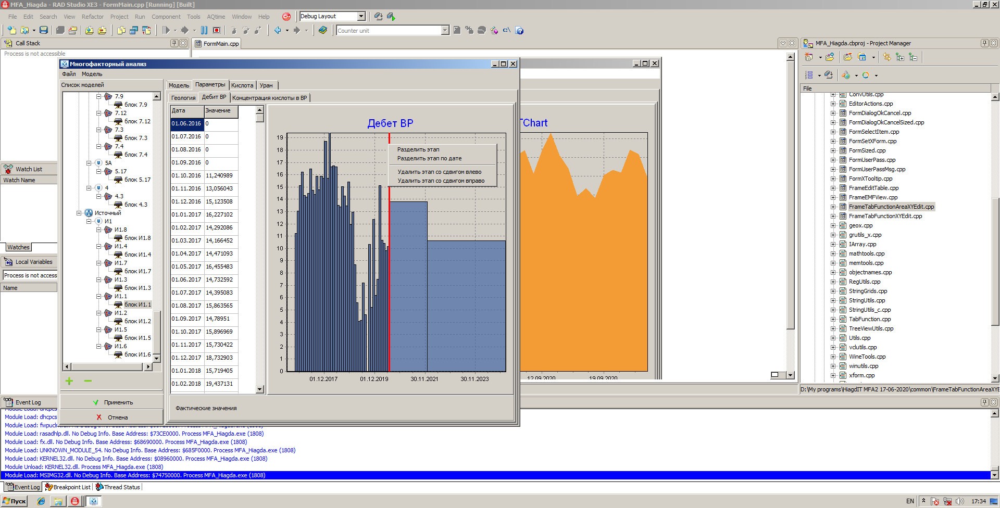 MFA_Hiagda - RAD Studio XE3 - FormMain.cpp [Running] [Built]
File Edit Search View Refactor Project Run Component Tools AQtime Window Help
Debug Layout
Counter unit
Call Stack
FormMain.cpp
MFA_Hiagda.cbproj - Project Manager
Process is not accessible
Многофакторный анализ
Файл Модель
Список моделей
7.9
блок 7.9
7.12
блок 7.12
7.3
блок 7.3
7.4
блок 7.4
5А
5.17
блок 5.17
4
4.3
блок 4.3
Источный
И1
И1.8
блок И1.8
И1.4
блок И1.4
И1.7
блок И1.7
И1.3
блок И1.3
И1.1
блок И1.1
И1.2
блок И1.2
И1.5
блок И1.5
И1.6
блок И1.6
Применить
Отмена
Модель Параметры Кислота Уран
Геология Дебит ВР Концентрация кислоты в ВР
Дата Значение
01.06.2016 0
01.07.2016 0
01.08.2016 0
01.09.2016 0
01.10.2016 11,240989
01.11.2016 13,056043
01.12.2016 15,123508
01.01.2017 16,227102
01.02.2017 14,292086
01.03.2017 14,166452
01.04.2017 14,471093
01.05.2017 16,455483
01.06.2017 14,732592
01.07.2017 14,395083
01.08.2017 15,863565
01.09.2017 14,78951
01.10.2017 15,896969
01.11.2017 15,730422
01.12.2017 18,732903
01.01.2018 15,719405
01.02.2018 19,437131
Дебет ВР
19
18
17
16
15
14
13
12
11
10
9
8
7
6
5
4
3
2
1
0
01.12.2017 01.12.2019 30.11.2021 30.11.2023
Разделить этап
Разделить этап по дате
Удалить этап со сдвигом влево
Удалить этап со сдвигом вправо
Фактические значения
TChart
12.09.2020 19.09.2020
Watch List
Watch Name
Watches
Local Variables
Process is not access
Name
File
ConvUtils.cpp
EditorActions.cpp
FormDialogOkCancel.cpp
FormDialogOkCancelSized.cpp
FormSelectItem.cpp
FormSetXForm.cpp
FormSized.cpp
FormUserPass.cpp
FormUserPassMsg.cpp
FormXTooltip.cpp
FrameEditTable.cpp
FrameEMFView.cpp
FrameTabFunctionAreaXYEdit.cpp
FrameTabFunctionXYEdit.cpp
geox.cpp
grutils_x.cpp
IArray.cpp
mathtools.cpp
memtools.cpp
objectnames.cpp
RegUtils.cpp
StringGrids.cpp
StringUtils.cpp
StringUtils_c.cpp
TabFunction.cpp
TreeViewUtils.cpp
Utils.cpp
vclutils.cpp
WineTools.cpp
winutils.cpp
xform.cpp
D:\My programs\HiagdIT MFA2 17-06-2020\common\FrameTabFunctionAreaXYE
Event Log
Module Load: dhcpcs
Module Load: rasadhlp.dll. No Debug Info. Base Address: $73CE0000. Process MFA_Hiagda.exe (1808)
Module Load: fx.dll. No Debug Info. Base Address: $68690000. Process MFA_Hiagda.exe (1808)
Module Load: UNKNOWN_MODULE_54. No Debug Info. Base Address: $685F0000. Process MFA_Hiagda.exe (1808)
Module Load: KERNEL32.dll. No Debug Info. Base Address: $08960000. Process MFA_Hiagda.exe (1808)
Module Unload: KERNEL32.dll. Process MFA_Hiagda.exe (1808)
Module Load: MSIMG32.dll. No Debug Info. Base Address: $74750000. Process MFA_Hiagda.exe (1808)
Event Log Breakpoint List Thread Status
Пуск
EN 17:34